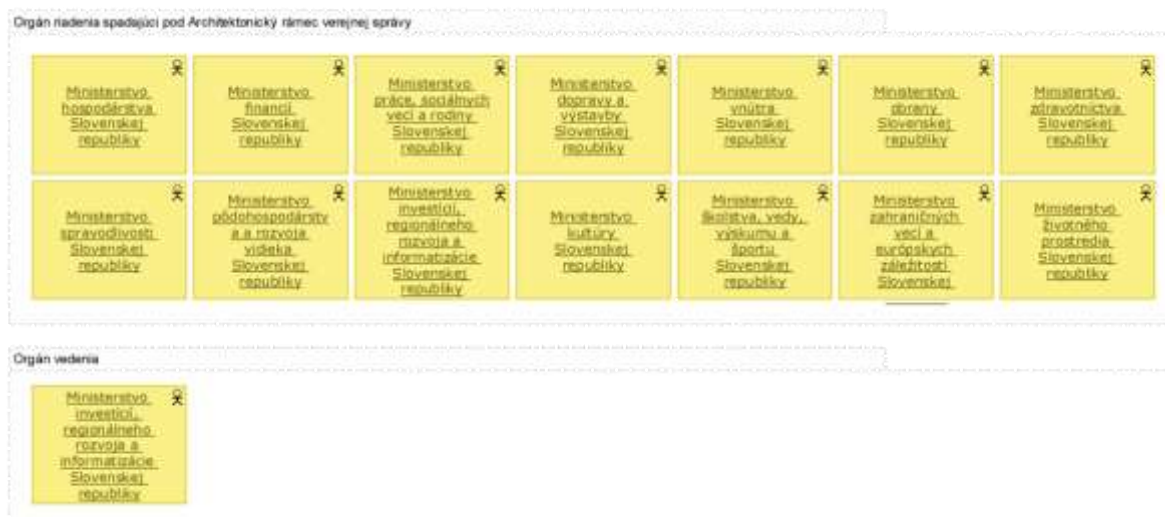 Orgán riadenia spadajúci pod Architektonický rámec verejnej správy
Ministerstvo
hospodárstva
Slovenskej
republiky
Ministerstvo
financií
Slovenskej
republiky
Ministerstvo
práce, sociálnych
vecí a rodiny
Slovenskej
republiky
Ministerstvo
dopravy a
výstavby
Slovenskej
republiky
Ministerstvo
vnútra
Slovenskej
republiky
Ministerstvo
obrany
Slovenskej
republiky
Ministerstvo
zdravotníctva
Slovenskej
republiky
Ministerstvo
spravodlivosti
Slovenskej
republiky
Ministerstvo
pôdohospodárstv
a a rozvoja
vidieka
Slovenskej
republiky
Ministerstvo
investícií,
regionálneho
rozvoja a
informatizácie
Slovenskej
republiky
Ministerstvo
kultúry
Slovenskej
republiky
Ministerstvo
školstva, vedy,
výskumu a
športu
Slovenskej
republiky
Ministerstvo
zahraničných
vecí a
európskych
záležitostí
Slovenskej
Ministerstvo
životného
prostredia
Slovenskej
republiky
Orgán vedenia
Ministerstvo
investícií,
regionálneho
rozvoja a
informatizácie
Slovenskej
republiky